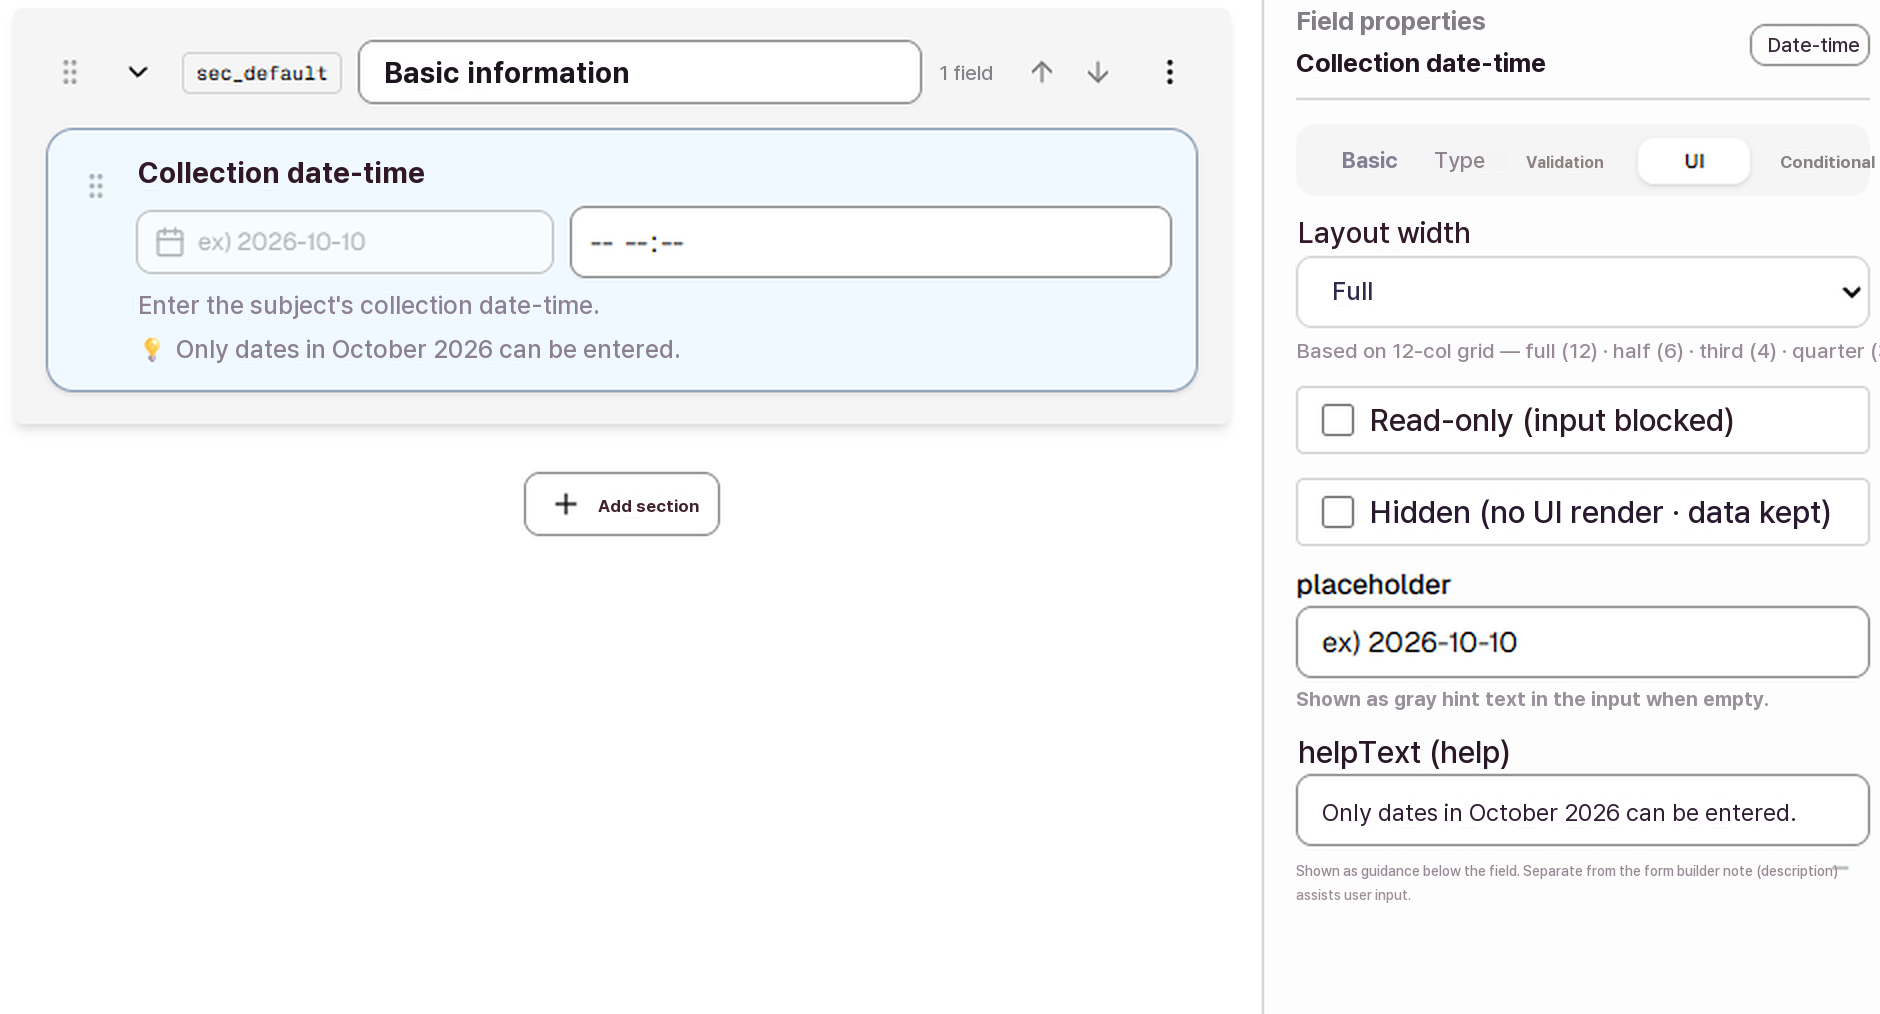 sec_default
Basic information
1 field
Collection date-time
ex) 2026-10-10
-- --:--
Enter the subject's collection date-time.
💡 Only dates in October 2026 can be entered.
+ Add section
Field properties
Collection date-time
Date-time
Basic
Type
Validation
UI
Conditional
Layout width
Full
Based on 12-col grid — full (12) · half (6) · third (4) · quarter (
Read-only (input blocked)
Hidden (no UI render · data kept)
placeholder
ex) 2026-10-10
Shown as gray hint text in the input when empty.
helpText (help)
Only dates in October 2026 can be entered.
Shown as guidance below the field. Separate from the form builder note (description)
assists user input.